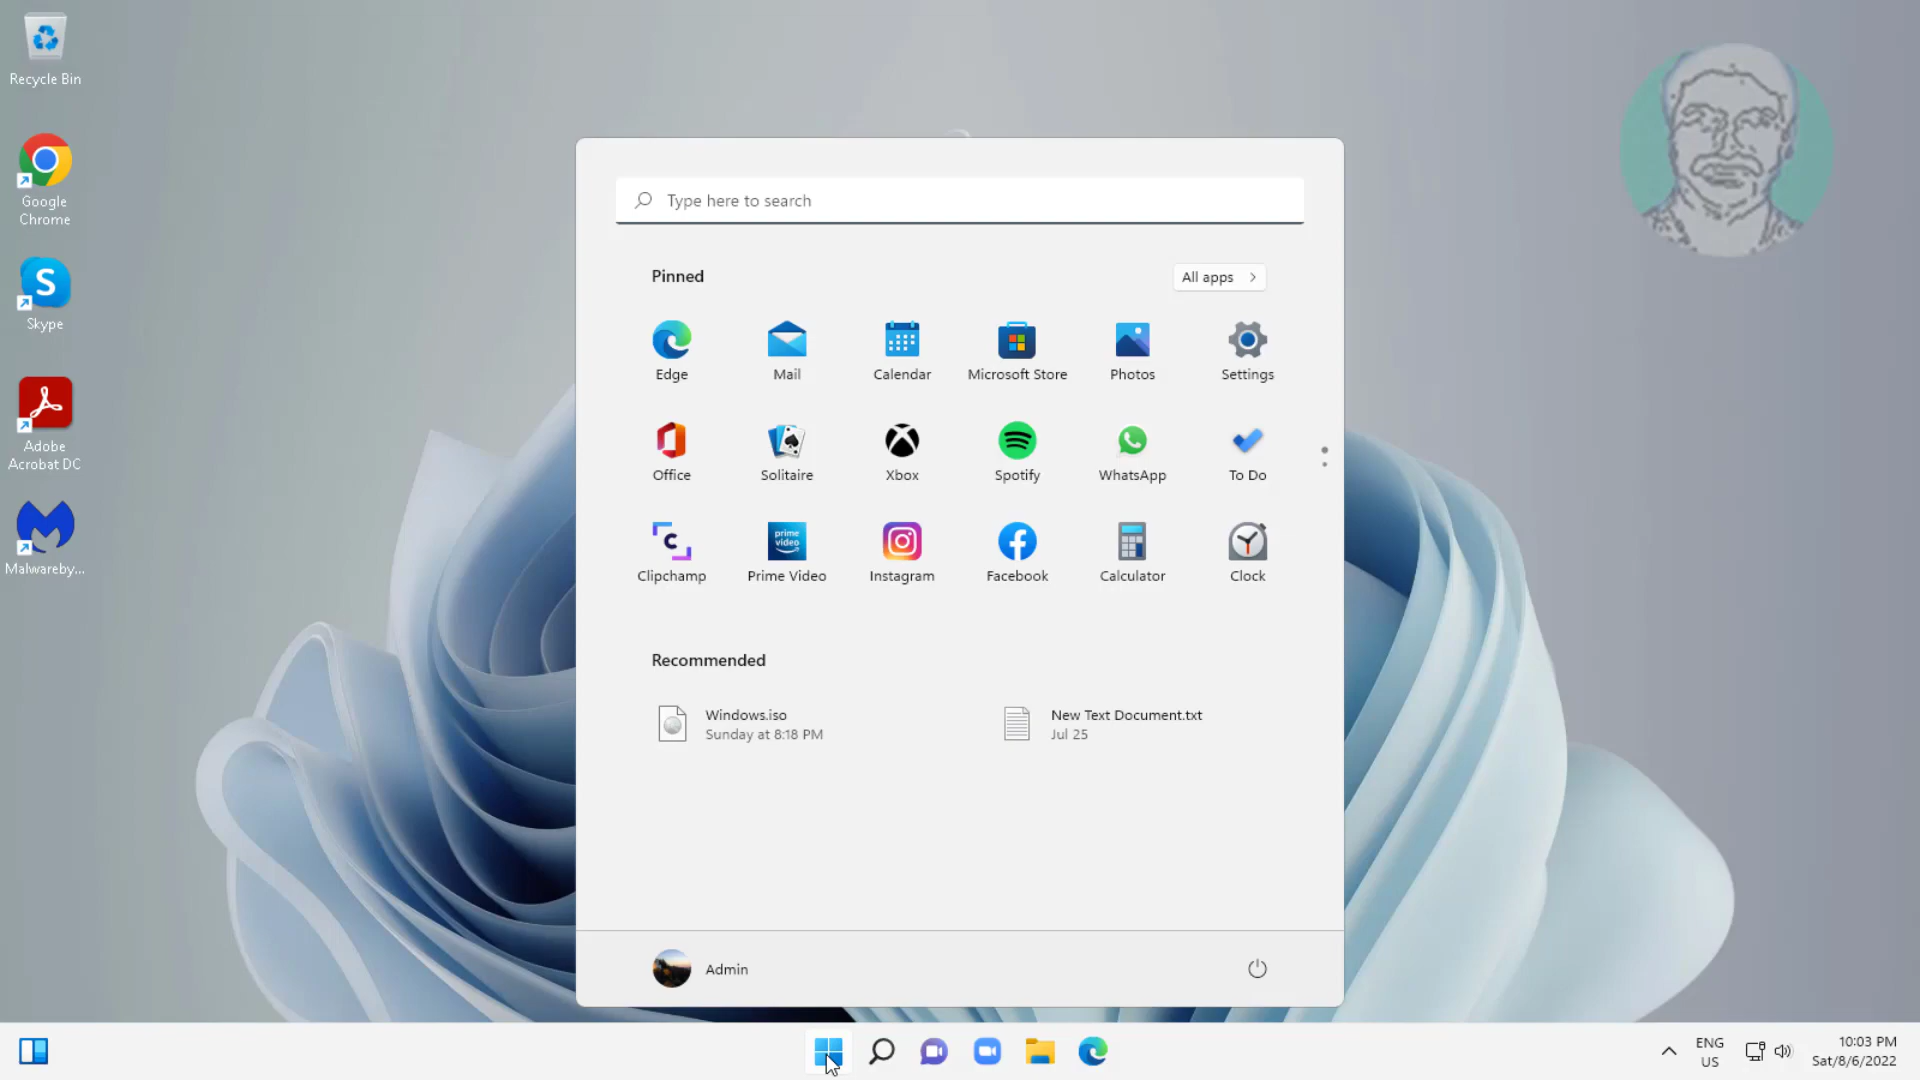 Recycle Bin
Google
Chrome
S
Skype
Adobe
Acrobat DC
Malwareby...
Type here to search
Pinned
All apps
Edge
Mail
Calendar
Microsoft Store
Photos
Settings
Office
Solitaire
Xbox
Spotify
WhatsApp
To Do
C
prime
video
Clipchamp
Prime Video
Instagram
Facebook
Calculator
Clock
Recommended
Windows.iso
Sunday at 8:18 PM
New Text Document.txt
Jul 25
Admin
ENG
US
10:03 PM
Sat/8/6/2022